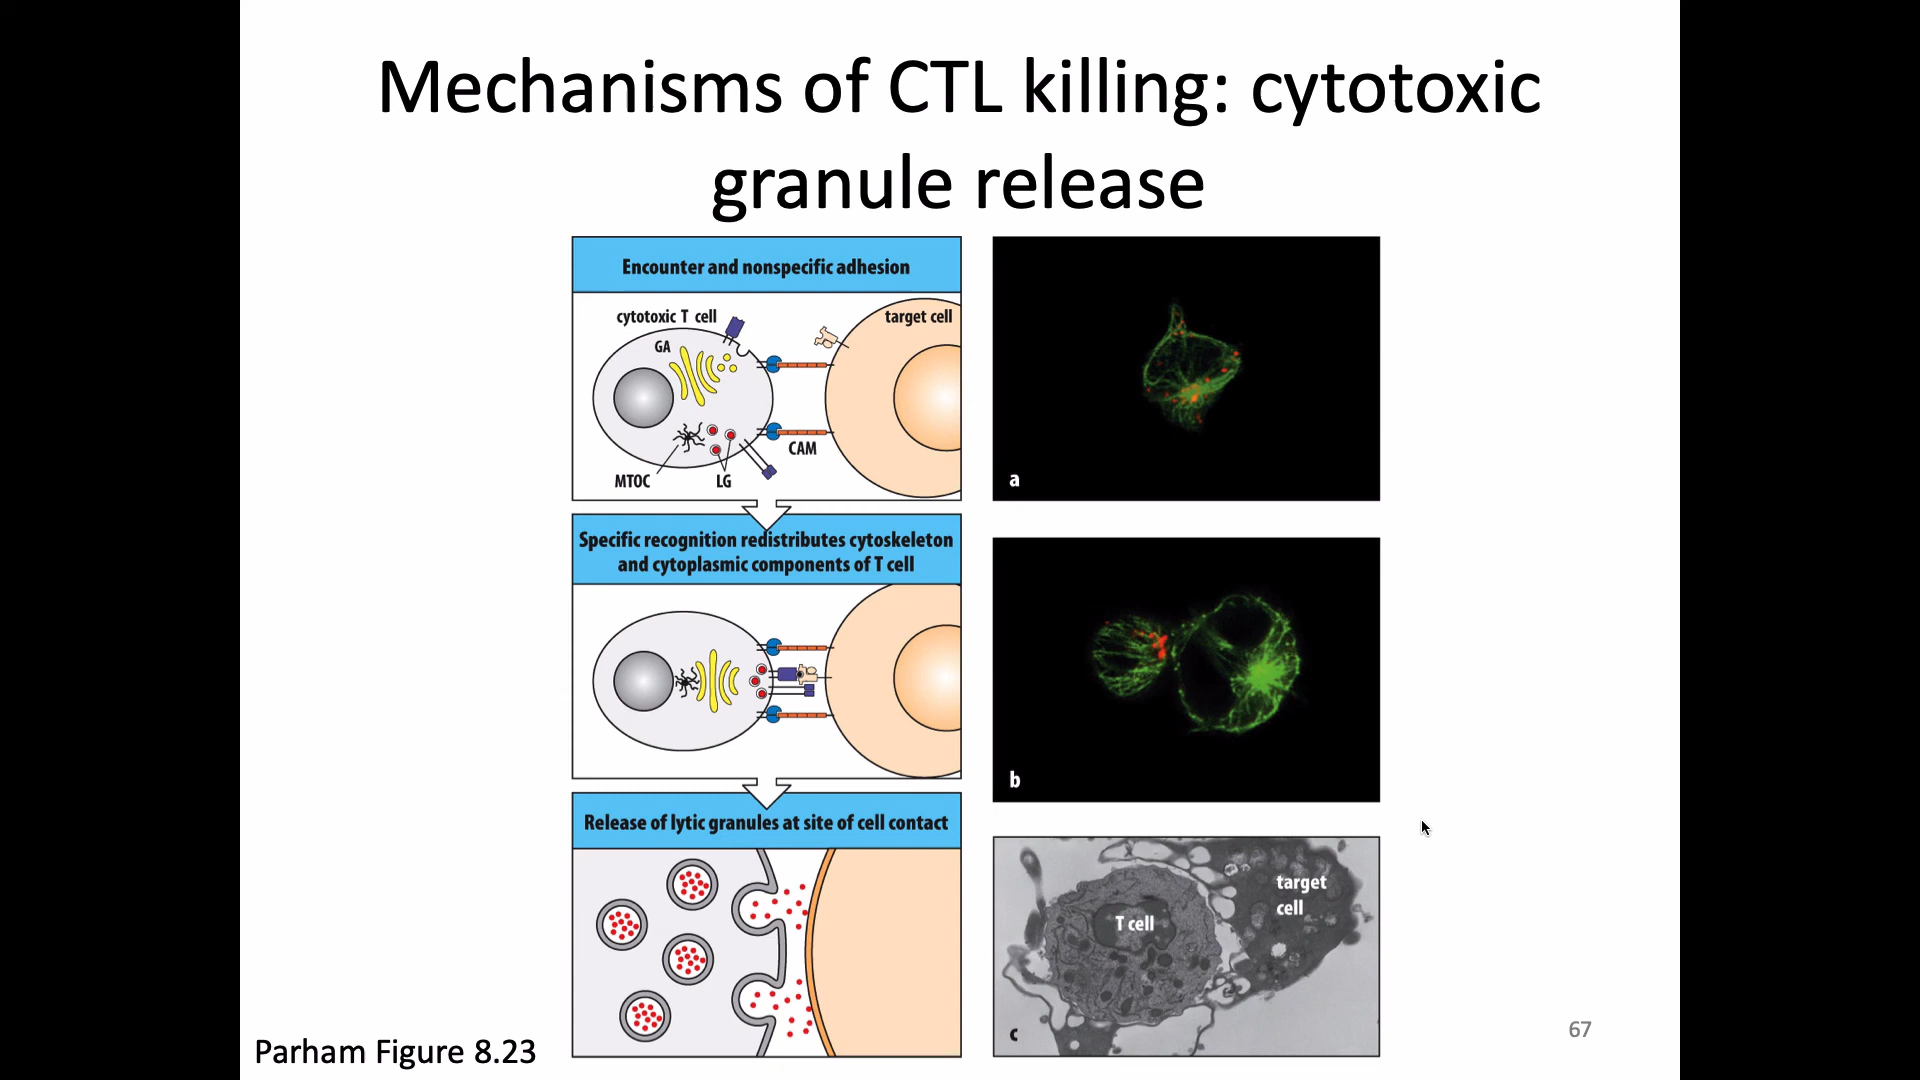 Mechanisms of CTL killing: cytotoxic
granule release
Encounter and nonspecific adhesion
cytotoxic T cell
target cell
GA
CAM
MTOC
LG
a
Specific recognition redistributes cytoskeleton
and cytoplasmic components of T cell
b
Release of lytic granules at site of cell contact
T cell
target
cell
c
Parham Figure 8.23
67